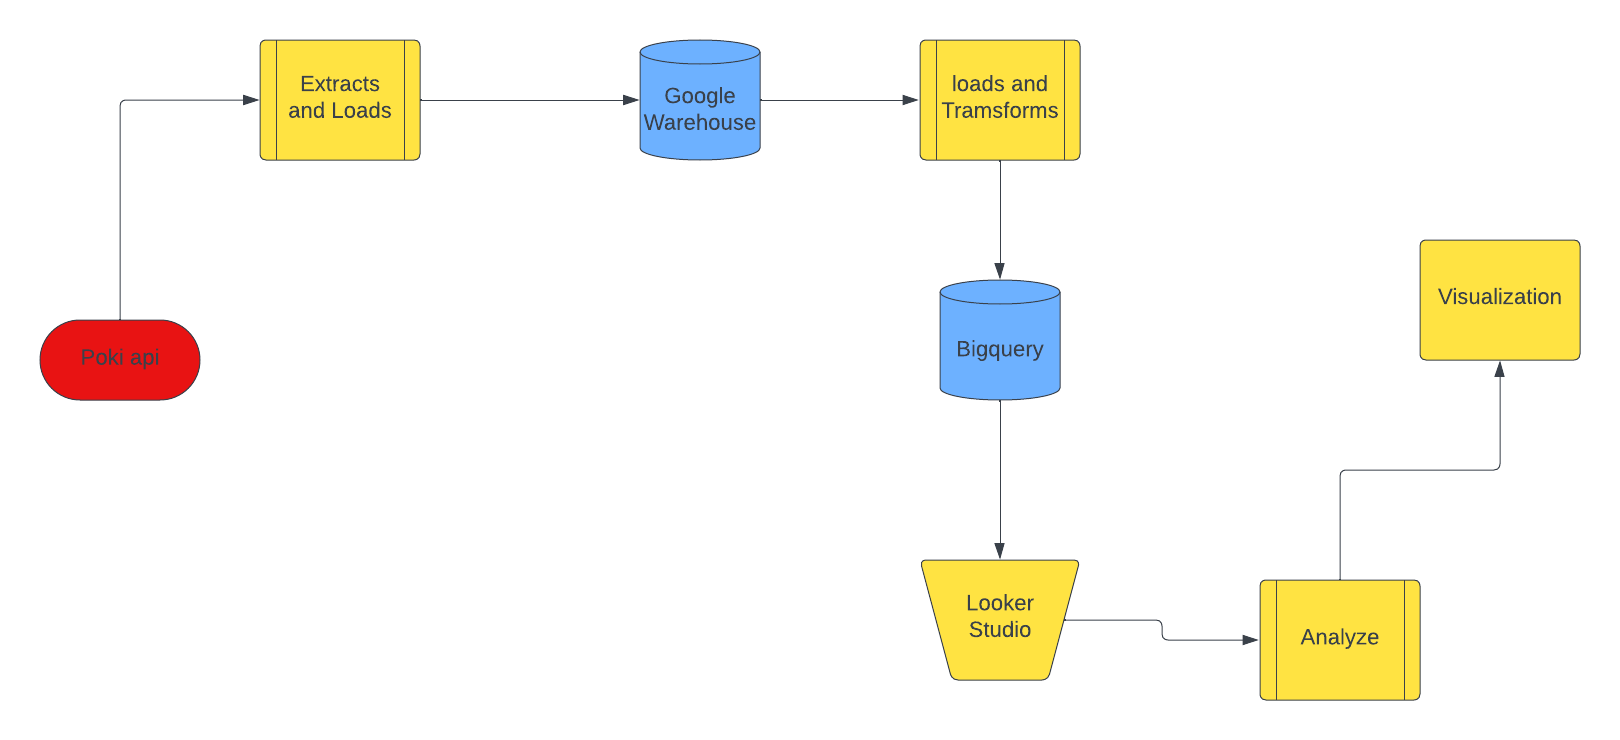 Poki api
Extracts
and Loads
Google
Warehouse
loads and
Tramsforms
Bigquery
Looker
Studio
Analyze
Visualization